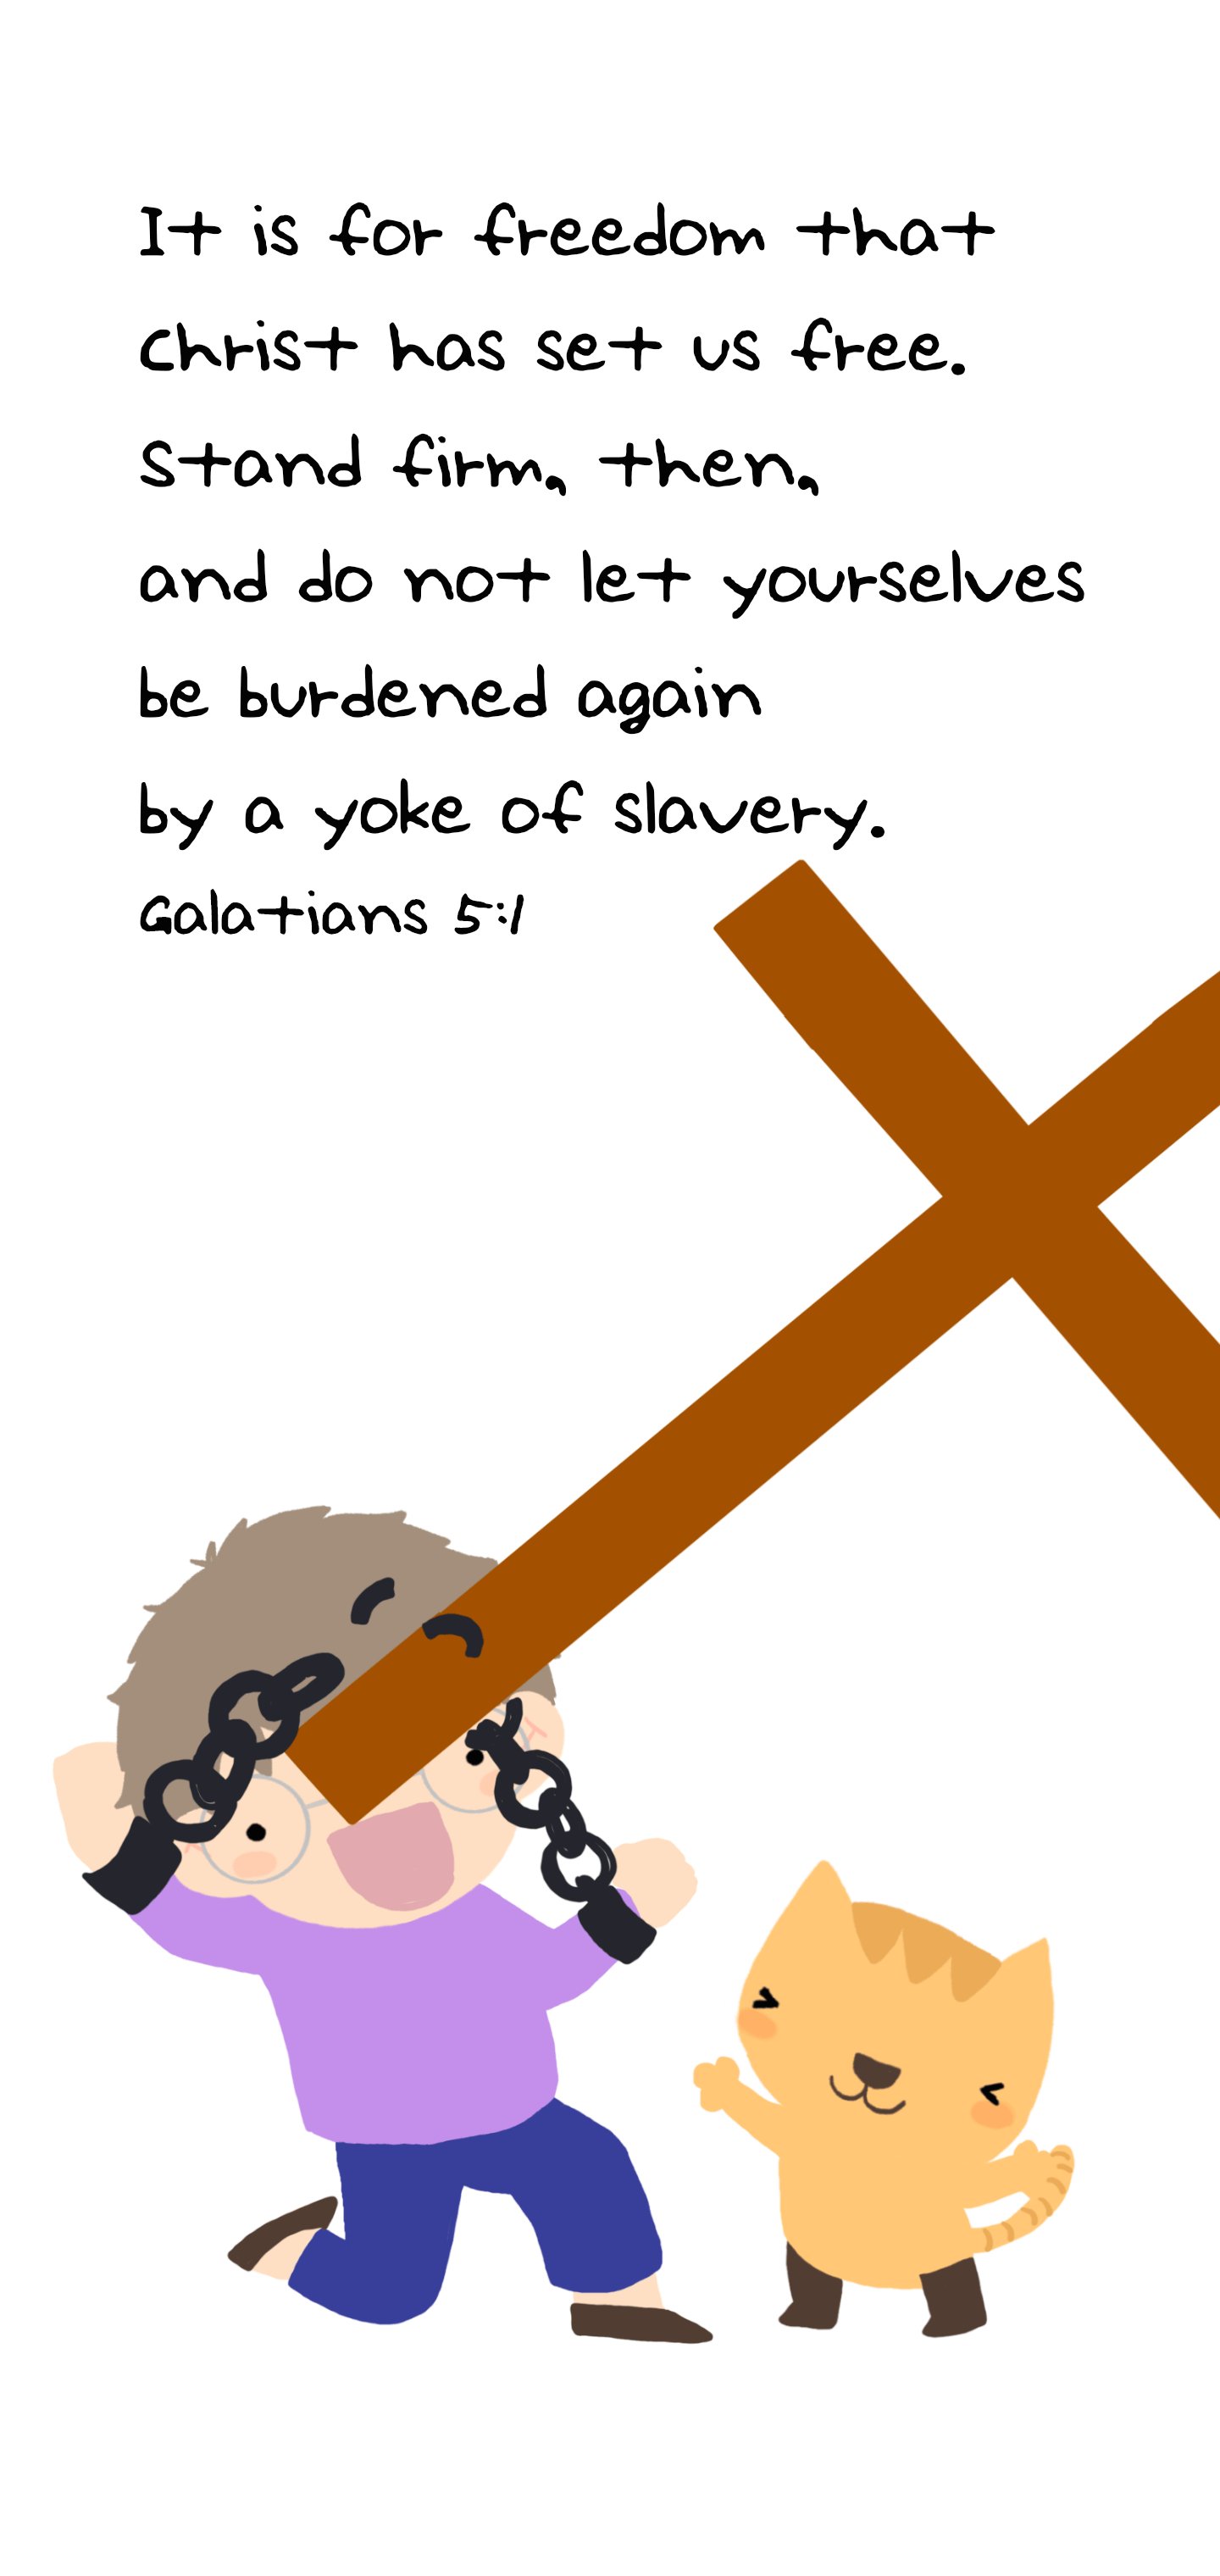 It is for freedom that
Christ has set us free.
Stand firm, then,
and do not let yourselves
be burdened again
by a yoke of slavery.
Galatians 5:1